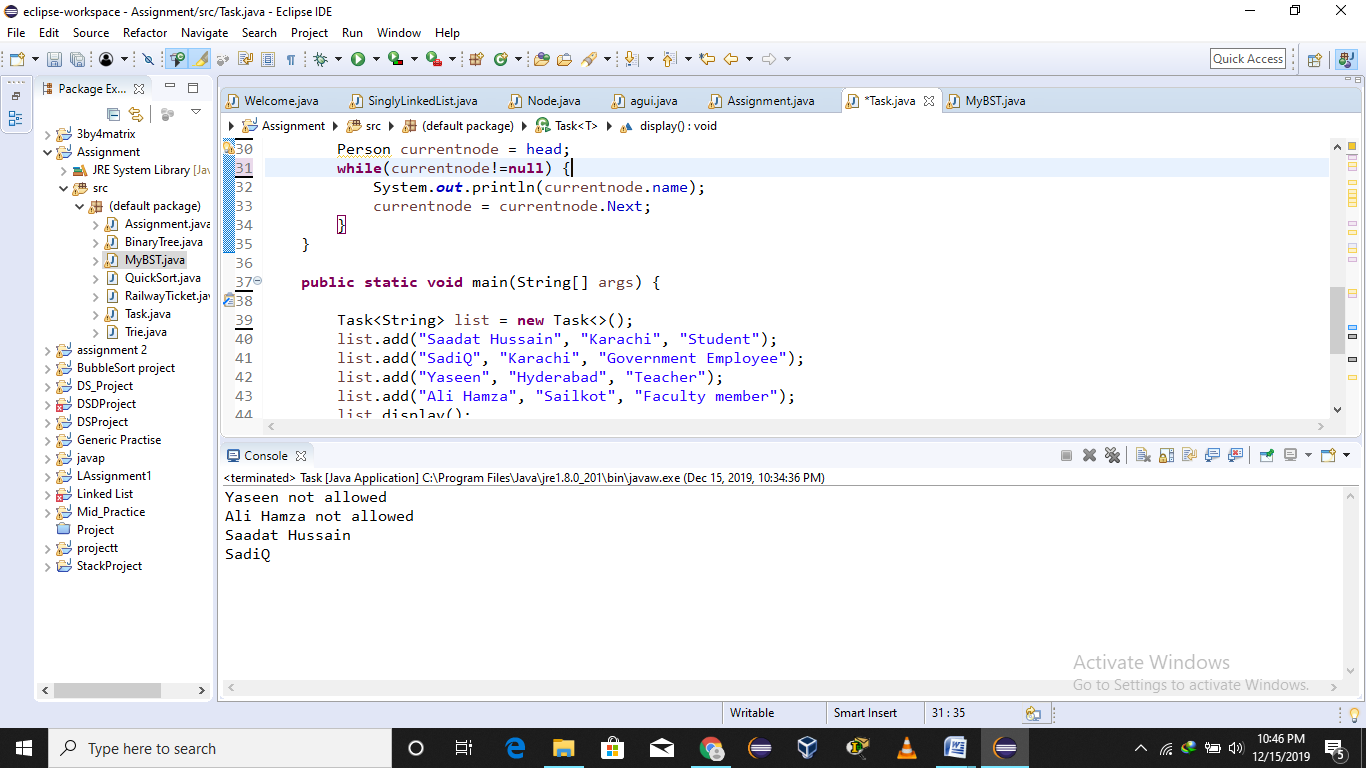 eclipse-workspace - Assignment/src/Task.java - Eclipse IDE
File Edit Source Refactor Navigate Search Project Run Window Help
Quick Access
Package Ex...
Welcome.java SinglyLinkedList.java Node.java agui.java Assignment.java *Task.java MyBST.java
Assignment src (default package) Task<T> display() : void
3by4matrix
Assignment
JRE System Library [Jav
src
(default package)
Assignment.java
BinaryTree.java
MyBST.java
QuickSort.java
RailwayTicket.jav
Task.java
Trie.java
assignment 2
BubbleSort project
DS_Project
DSDProject
DSProject
Generic Practise
javap
LAssignment1
Linked List
Mid_Practice
Project
projectt
StackProject
30 Person currentnode = head;
31 while(currentnode!=null) {
32 System.out.println(currentnode.name);
33 currentnode = currentnode.Next;
34 }
35 }
36
37 public static void main(String[] args) {
38
39 Task<String> list = new Task<>();
40 list.add("Saadat Hussain", "Karachi", "Student");
41 list.add("SadiQ", "Karachi", "Government Employee");
42 list.add("Yaseen", "Hyderabad", "Teacher");
43 list.add("Ali Hamza", "Sailkot", "Faculty member");
44 list.display();
Console
<terminated> Task [Java Application] C:\Program Files\Java\jre1.8.0_201\bin\javaw.exe (Dec 15, 2019, 10:34:36 PM)
Yaseen not allowed
Ali Hamza not allowed
Saadat Hussain
SadiQ
Activate Windows
Go to Settings to activate Windows.
Writable Smart Insert 31 : 35
Type here to search
10:46 PM
12/15/2019
5